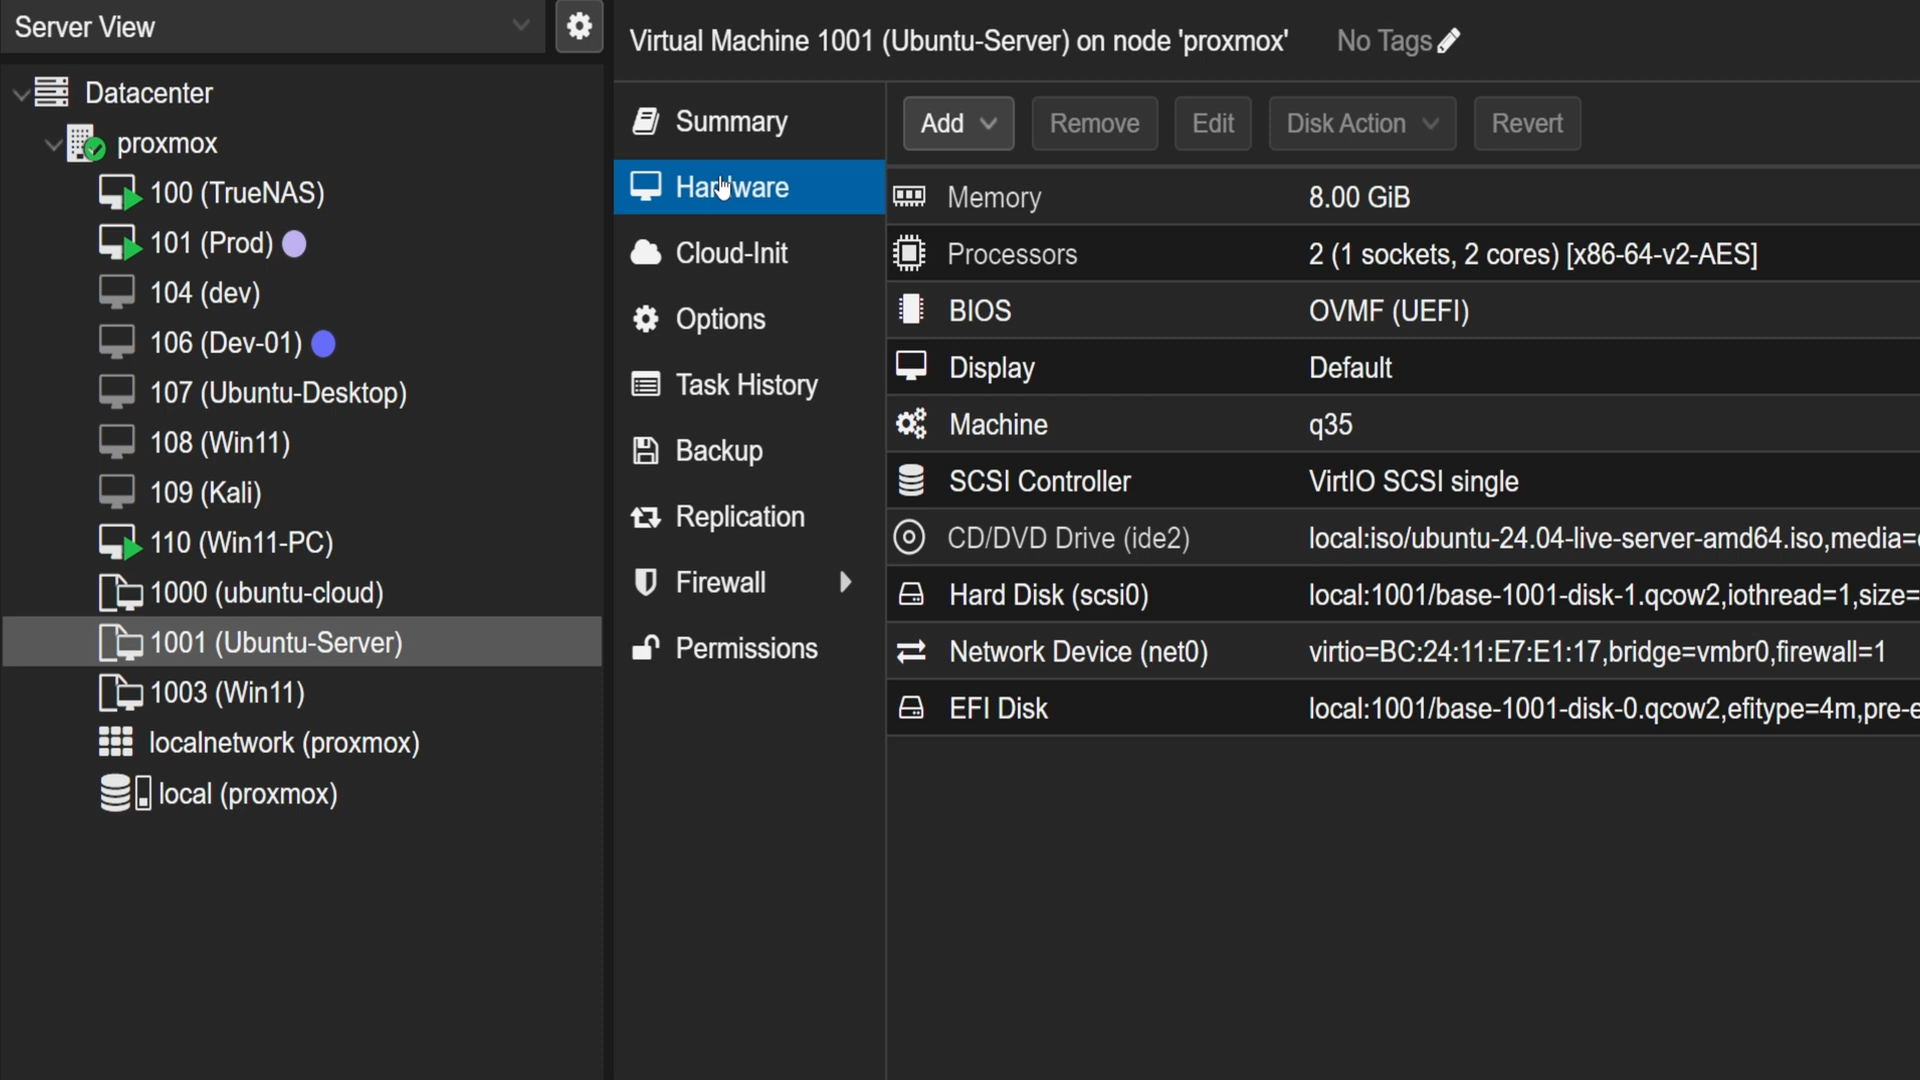 Server View
Datacenter
proxmox
100 (TrueNAS)
101 (Prod)
104 (dev)
106 (Dev-01)
107 (Ubuntu-Desktop)
108 (Win11)
109 (Kali)
110 (Win11-PC)
1000 (ubuntu-cloud)
1001 (Ubuntu-Server)
1003 (Win11)
localnetwork (proxmox)
local (proxmox)
Virtual Machine 1001 (Ubuntu-Server) on node 'proxmox' No Tags
Summary
Hardware
Cloud-Init
Options
Task History
Backup
Replication
Firewall
Permissions
Add Remove Edit Disk Action Revert
Memory 8.00 GiB
Processors 2 (1 sockets, 2 cores) [x86-64-v2-AES]
BIOS OVMF (UEFI)
Display Default
Machine q35
SCSI Controller VirtIO SCSI single
CD/DVD Drive (ide2) local:iso/ubuntu-24.04-live-server-amd64.iso,media=
Hard Disk (scsi0) local:1001/base-1001-disk-1.qcow2,iothread=1,size=
Network Device (net0) virtio=BC:24:11:E7:E1:17,bridge=vmbr0,firewall=1
EFI Disk local:1001/base-1001-disk-0.qcow2,efitype=4m,pre-e